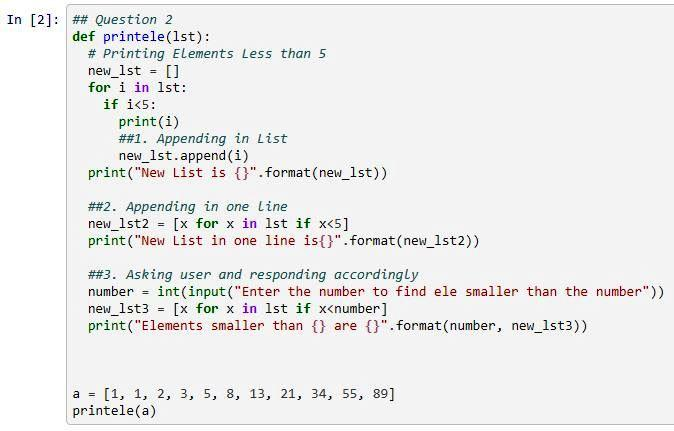 In [2]: ## Question 2
def printele(lst):
  # Printing Elements Less than 5
  new_lst = []
  for i in lst:
    if i<5:
      print(i)
      ##1. Appending in List
      new_lst.append(i)
  print("New List is {}".format(new_lst))
  ##2. Appending in one line
  new_lst2 = [x for x in lst if x<5]
  print("New List in one line is{}".format(new_lst2))
  ##3. Asking user and responding accordingly
  number = int(input("Enter the number to find ele smaller than the number"))
  new_lst3 = [x for x in lst if x<number]
  print("Elements smaller than {} are {}".format(number, new_lst3))
a = [1, 1, 2, 3, 5, 8, 13, 21, 34, 55, 89]
printele(a)